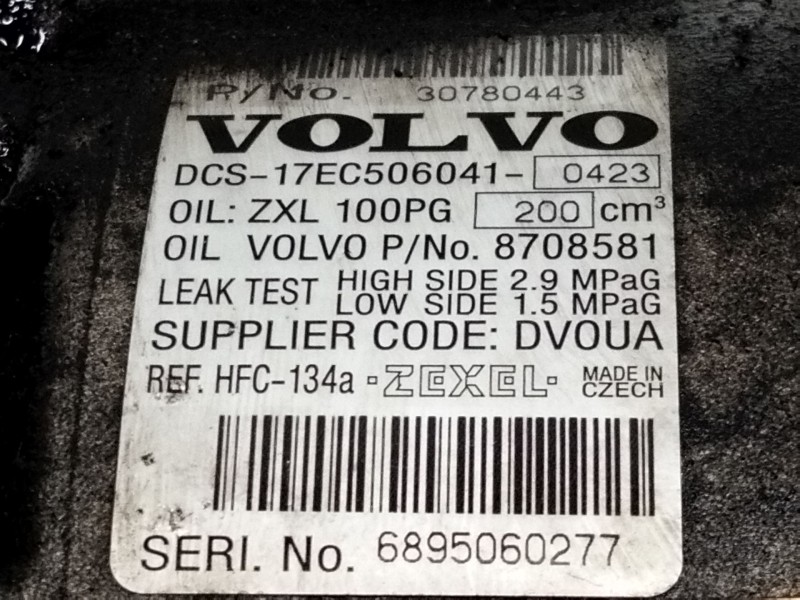 P/No. 30780443
VOLVO
DCS-17EC506041- 0423
OIL: ZXL 100PG 200 cm³
OIL VOLVO P/No. 8708581
LEAK TEST HIGH SIDE 2.9 MPaG
LOW SIDE 1.5 MPaG
SUPPLIER CODE: DVOUA
REF. HFC-134a ·ZEXEL· MADE IN
CZECH
SERI. No. 6895060277